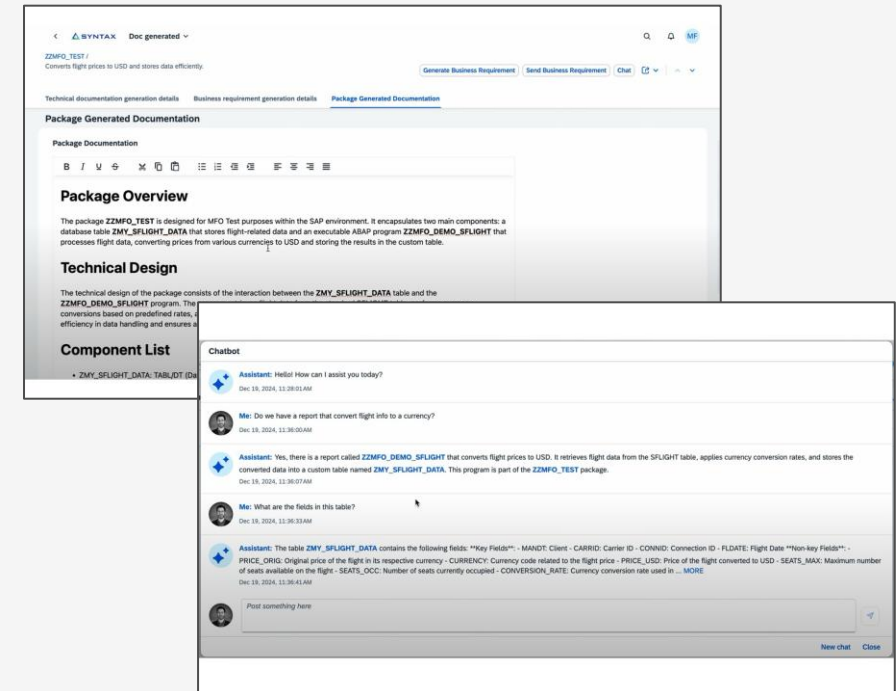 SYNTAX Doc generated
MF
ZZMFO_TEST /
Converts flight prices to USD and stores data efficiently.
Generate Business Requirement Send Business Requirement Chat
Technical documentation generation details Business requirement generation details Package Generated Documentation
Package Generated Documentation
Package Documentation
B I U S
Package Overview
The package ZZMFO_TEST is designed for MFO Test purposes within the SAP environment. It encapsulates two main components: a
database table ZMY_SFLIGHT_DATA that stores flight-related data and an executable ABAP program ZZMFO_DEMO_SFLIGHT that
processes flight data, converting prices from various currencies to USD and storing the results in the custom table.
Technical Design
The technical design of the package consists of the interaction between the ZMY_SFLIGHT_DATA table and the
ZZMFO_DEMO_SFLIGHT program. The
conversions based on predefined rates,
efficiency in data handling and ensures
Component List
• ZMY_SFLIGHT_DATA: TABL/DT
Chatbot
Assistant: Hello! How can I assist you today?
Dec 19, 2024, 11:28:01 AM
Me: Do we have a report that convert flight info to a currency?
Dec 19, 2024, 11:36:00 AM
Assistant: Yes, there is a report called ZZMFO_DEMO_SFLIGHT that converts flight prices to USD. It retrieves flight data from the SFLIGHT table, applies currency conversion rates, and stores the
converted data into a custom table named ZMY_SFLIGHT_DATA. This program is part of the ZZMFO_TEST package.
Dec 19, 2024, 11:36:07 AM
Me: What are the fields in this table?
Dec 19, 2024, 11:36:33 AM
Assistant: The table ZMY_SFLIGHT_DATA contains the following fields: **Key Fields**: - MANDT: Client - CARRID: Carrier ID - CONNID: Connection ID - FLDATE: Flight Date **Non-key Fields**: -
PRICE_ORIG: Original price of the flight in its respective currency - CURRENCY: Currency code related to the flight price - PRICE_USD: Price of the flight converted to USD - SEATS_MAX: Maximum number
of seats available on the flight - SEATS_OCC: Number of seats currently occupied - CONVERSION_RATE: Currency conversion rate used in ... MORE
Dec 19, 2024, 11:36:41 AM
Post something here
New chat Close